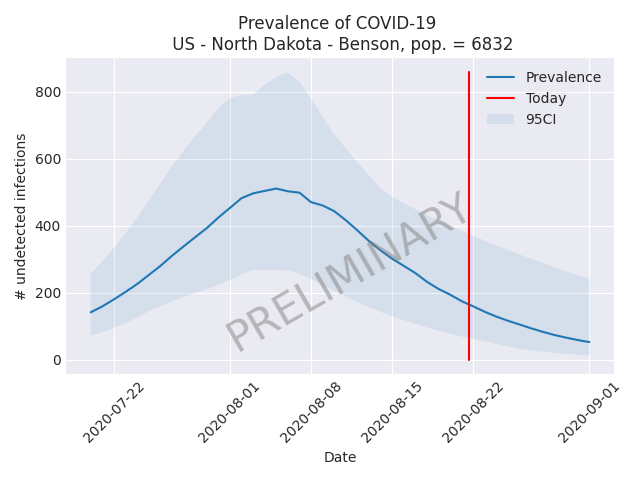 Prevalence of COVID-19
US - North Dakota - Benson, pop. = 6832
Prevalence
Today
95CI
# undetected infections
800
600
400
200
0
PRELIMINARY
2020-07-22
2020-08-01
2020-08-08
2020-08-15
2020-08-22
2020-09-01
Date